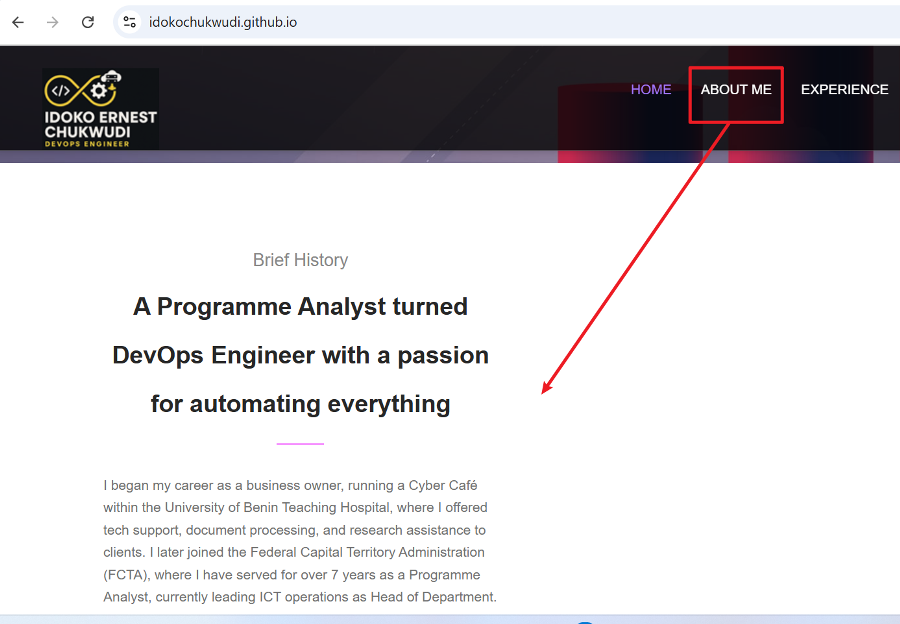 idokochukwudi.github.io
</>
IDOKO ERNEST
CHUKWUDI
DEVOPS ENGINEER
HOME ABOUT ME EXPERIENCE
Brief History
A Programme Analyst turned
DevOps Engineer with a passion
for automating everything
I began my career as a business owner, running a Cyber Café
within the University of Benin Teaching Hospital, where I offered
tech support, document processing, and research assistance to
clients. I later joined the Federal Capital Territory Administration
(FCTA), where I have served for over 7 years as a Programme
Analyst, currently leading ICT operations as Head of Department.